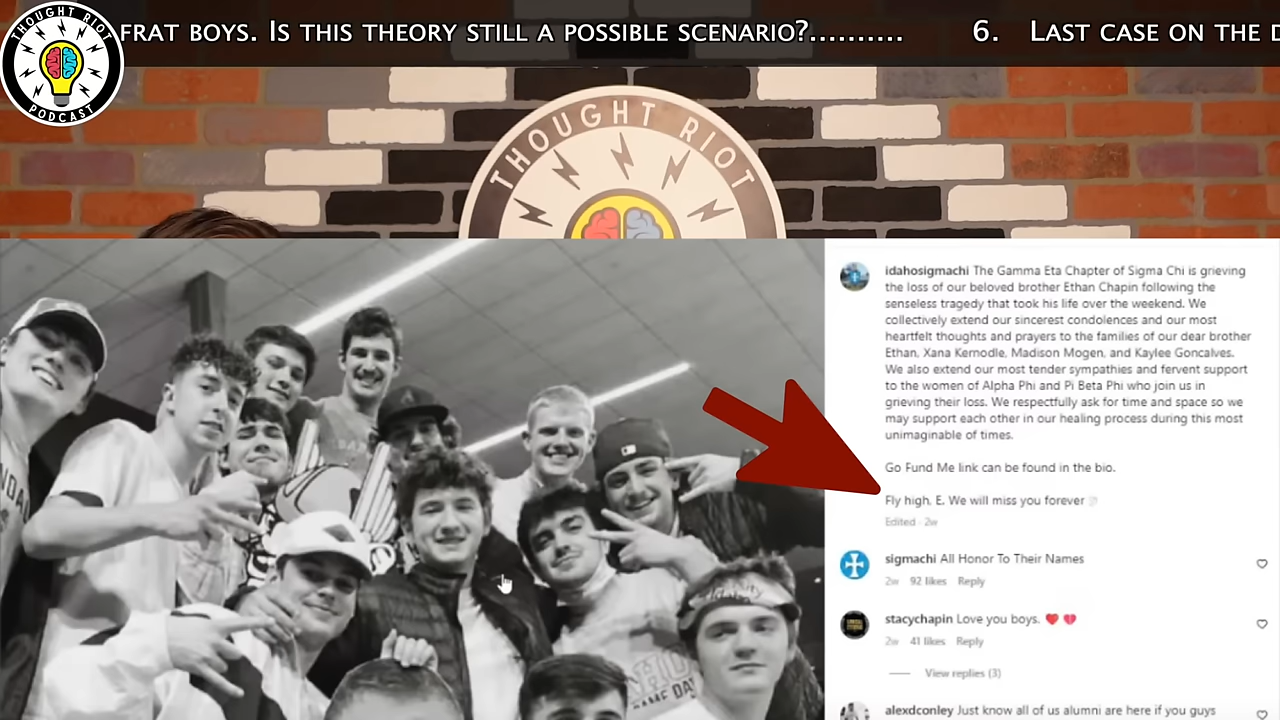 THOUGHT RIOT
PODCAST
FRAT BOYS. IS THIS THEORY STILL A POSSIBLE SCENARIO?.......... 6. LAST CASE ON THE
THOUGHT RIOT
idahosigmachi The Gamma Eta Chapter of Sigma Chi is grieving
the loss of our beloved brother Ethan Chapin following the
senseless tragedy that took his life over the weekend. We
collectively extend our sincerest condolences and our most
heartfelt thoughts and prayers to the families of our dear brother
Ethan, Xana Kernodle, Madison Mogen, and Kaylee Goncalves.
We also extend our most tender sympathies and fervent support
to the women of Alpha Phi and Pi Beta Phi who join us in
grieving their loss. We respectfully ask for time and space so we
may support each other in our healing process during this most
unimaginable of times.
Go Fund Me link can be found in the bio.
Fly high, E. We will miss you forever
Edited · 2w
sigmachi All Honor To Their Names
2w 92 likes Reply
stacychapin Love you boys. ❤️ 💔
2w 41 likes Reply
View replies (3)
alexdconley Just know all of us alumni are here if you guys
GAME DAY